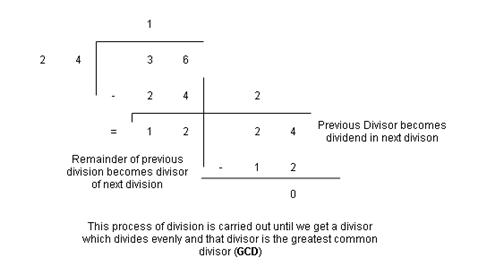 1
2 4 3 6
- 2 4 2
= 1 2 2 4 Previous Divisor becomes
dividend in next divison
Remainder of previous
division becomes divisor
of next division
- 1 2
0
This process of division is carried out until we get a divisor
which divides evenly and that divisor is the greatest common
divisor (GCD)